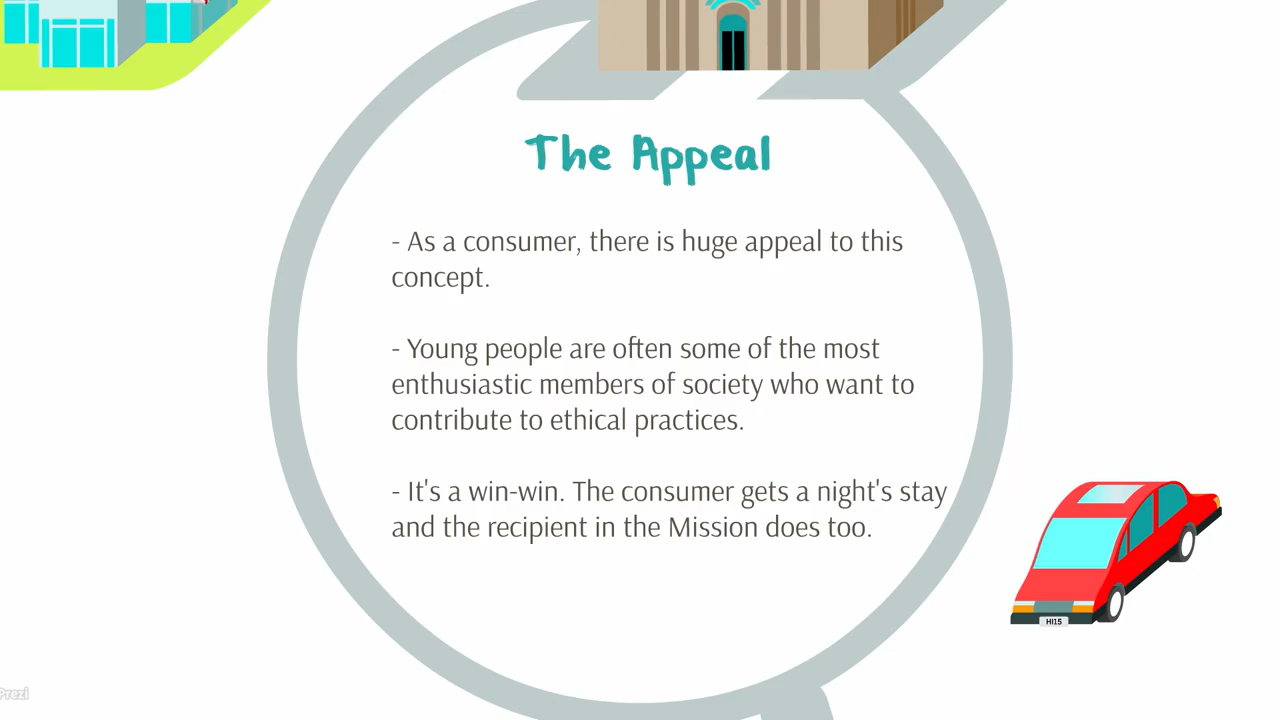 The Appeal
- As a consumer, there is huge appeal to this
concept.
- Young people are often some of the most
enthusiastic members of society who want to
contribute to ethical practices.
- It's a win-win. The consumer gets a night's stay
and the recipient in the Mission does too.
HI15
Prezi